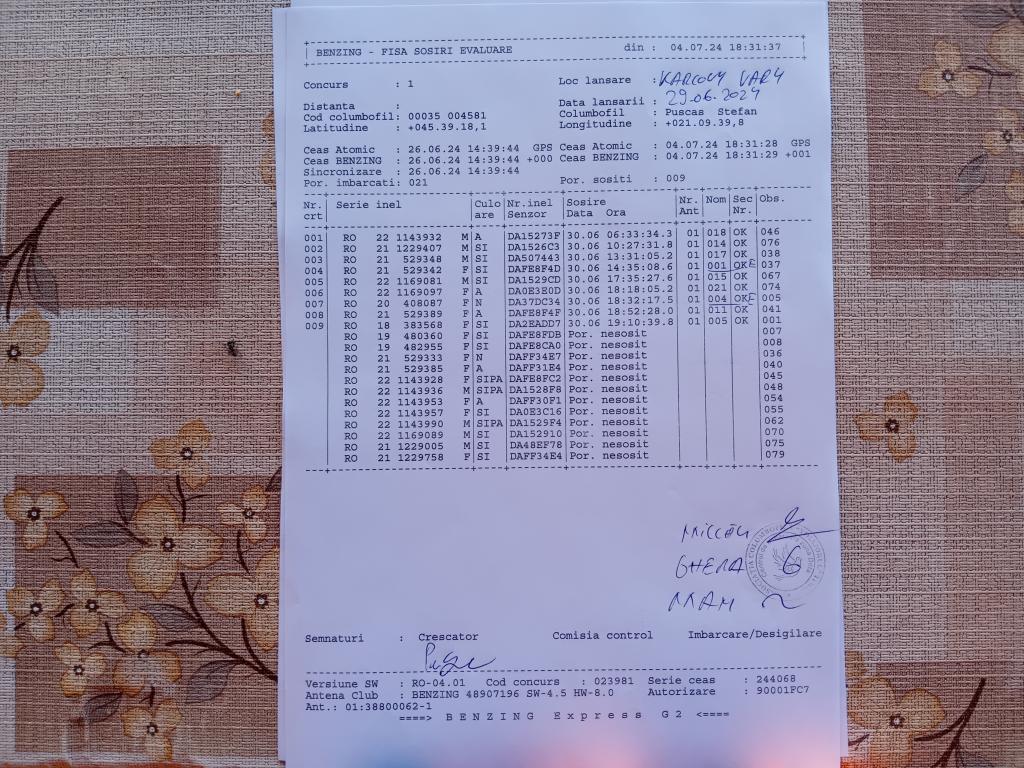 BENZING - FISA SOSIRI EVALUARE din : 04.07.24 18:31:37
Concurs : 1 Loc lansare : KARLOVY VARY
Distanta : Data lansarii : 29.06.2024
Cod columbofil: 00035 004581 Columbofil : Puscas Stefan
Latitudine : +045.39.18,1 Longitudine : +021.09.39,8
Ceas Atomic : 26.06.24 14:39:44 GPS Ceas Atomic : 04.07.24 18:31:28 GPS
Ceas BENZING : 26.06.24 14:39:44 +000 Ceas BENZING : 04.07.24 18:31:29 +001
Sincronizare : 26.06.24 14:39:44
Por. imbarcati: 021 Por. sositi : 009
Nr. Serie inel Culo Nr.inel Sosire Nr. Nom Sec Obs.
crt are Senzor Data Ora Ant Nr.
001 RO 22 1143932 M A DA15273F 30.06 06:33:34.3 01 018 OK 046
002 RO 21 1229407 M SI DA1526C3 30.06 10:27:31.8 01 014 OK 076
003 RO 21 529348 M SI DA507443 30.06 13:31:05.2 01 017 OK 038
004 RO 21 529342 F SI DAFE8F4D 30.06 14:35:08.6 01 001 OKE 037
005 RO 22 1169081 M SI DA1529CD 30.06 17:35:27.6 01 015 OK 067
006 RO 22 1169097 F A DA0E3E0D 30.06 18:18:05.2 01 021 OK 074
007 RO 20 408087 F N DA37DC34 30.06 18:32:17.5 01 004 OKE 005
008 RO 21 529389 F A DAFE8F4F 30.06 18:52:28.0 01 011 OK 041
009 RO 18 383568 F SI DA2EADD7 30.06 19:10:39.8 01 005 OK 001
RO 19 480360 F SI DAFE8FDB Por. nesosit 007
RO 19 482955 F SI DAFE8CA0 Por. nesosit 008
RO 21 529333 F N DAFF34E7 Por. nesosit 036
RO 21 529385 F A DAFF31E4 Por. nesosit 040
RO 22 1143928 F SIPA DAFE8FC2 Por. nesosit 045
RO 22 1143936 M SIPA DA1528F8 Por. nesosit 048
RO 22 1143953 F A DAFF30F1 Por. nesosit 054
RO 22 1143957 F SI DA0E3C16 Por. nesosit 055
RO 22 1143990 M SIPA DA1529F4 Por. nesosit 062
RO 22 1169089 M SI DA152910 Por. nesosit 070
RO 21 1229005 M SI DA48EF78 Por. nesosit 075
RO 21 1229758 F SI DAFF34E4 Por. nesosit 079
GHERA
Semnaturi : Crescator Comisia control Imbarcare/Desigilare
Versiune SW : RO-04.01 Cod concurs : 023981 Serie ceas : 244068
Antena Club : BENZING 48907196 SW-4.5 HW-8.0 Autorizare : 90001FC7
Ant.: 01:38800062-1
====> BENZING Express G2 <====